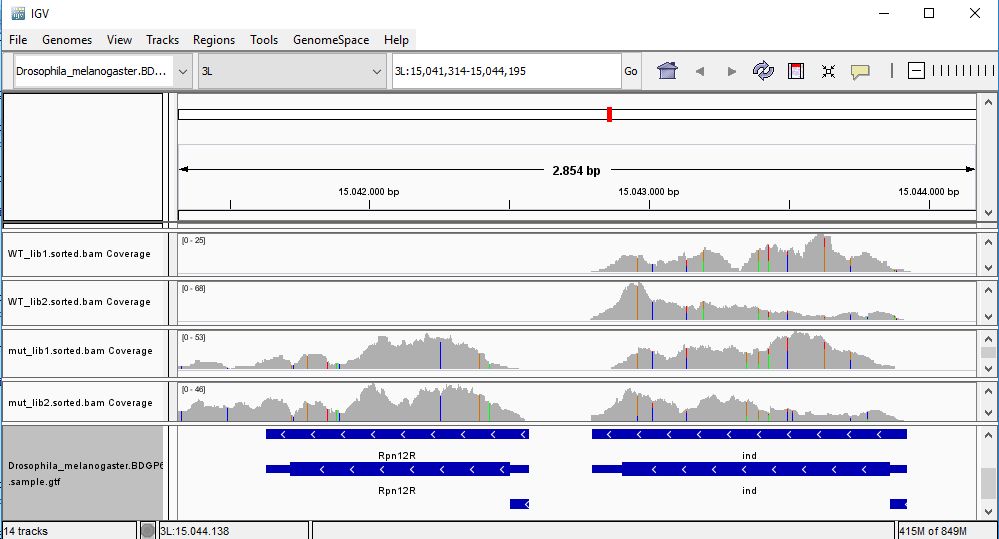 IGV
File Genomes View Tracks Regions Tools GenomeSpace Help
Drosophila_melanogaster.BD... 3L 3L:15,041,314-15,044,195 Go
2.854 bp
15.042.000 bp 15.043.000 bp 15.044.000 bp
WT_lib1.sorted.bam Coverage [0 - 25]
WT_lib2.sorted.bam Coverage [0 - 68]
mut_lib1.sorted.bam Coverage [0 - 53]
mut_lib2.sorted.bam Coverage [0 - 46]
Rpn12R ind
Drosophila_melanogaster.BDGP6
.sample.gtf
Rpn12R ind
14 tracks 3L:15.044.138 415M of 849M